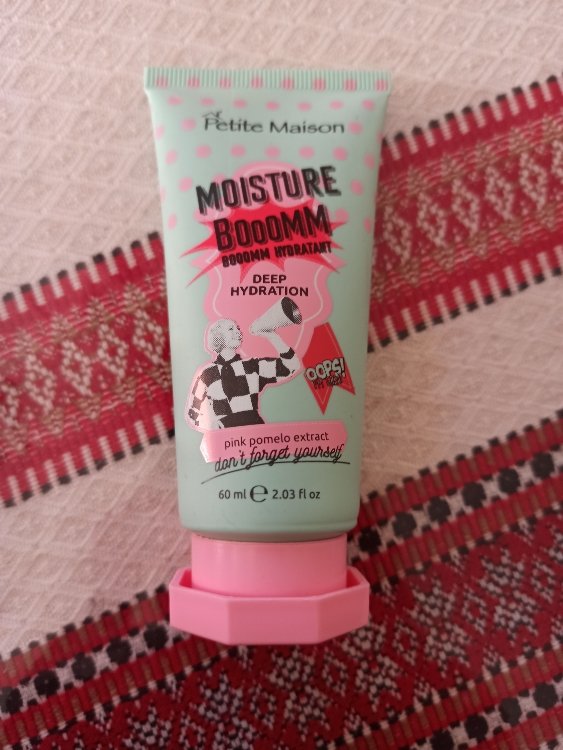 Petite Maison
MOISTURE
BOOOMM
BOOOMM HYDRATANT
DEEP
HYDRATION
OOPS!
pink pomelo extract
don't forget yourself
60 ml e 2.03 fl oz